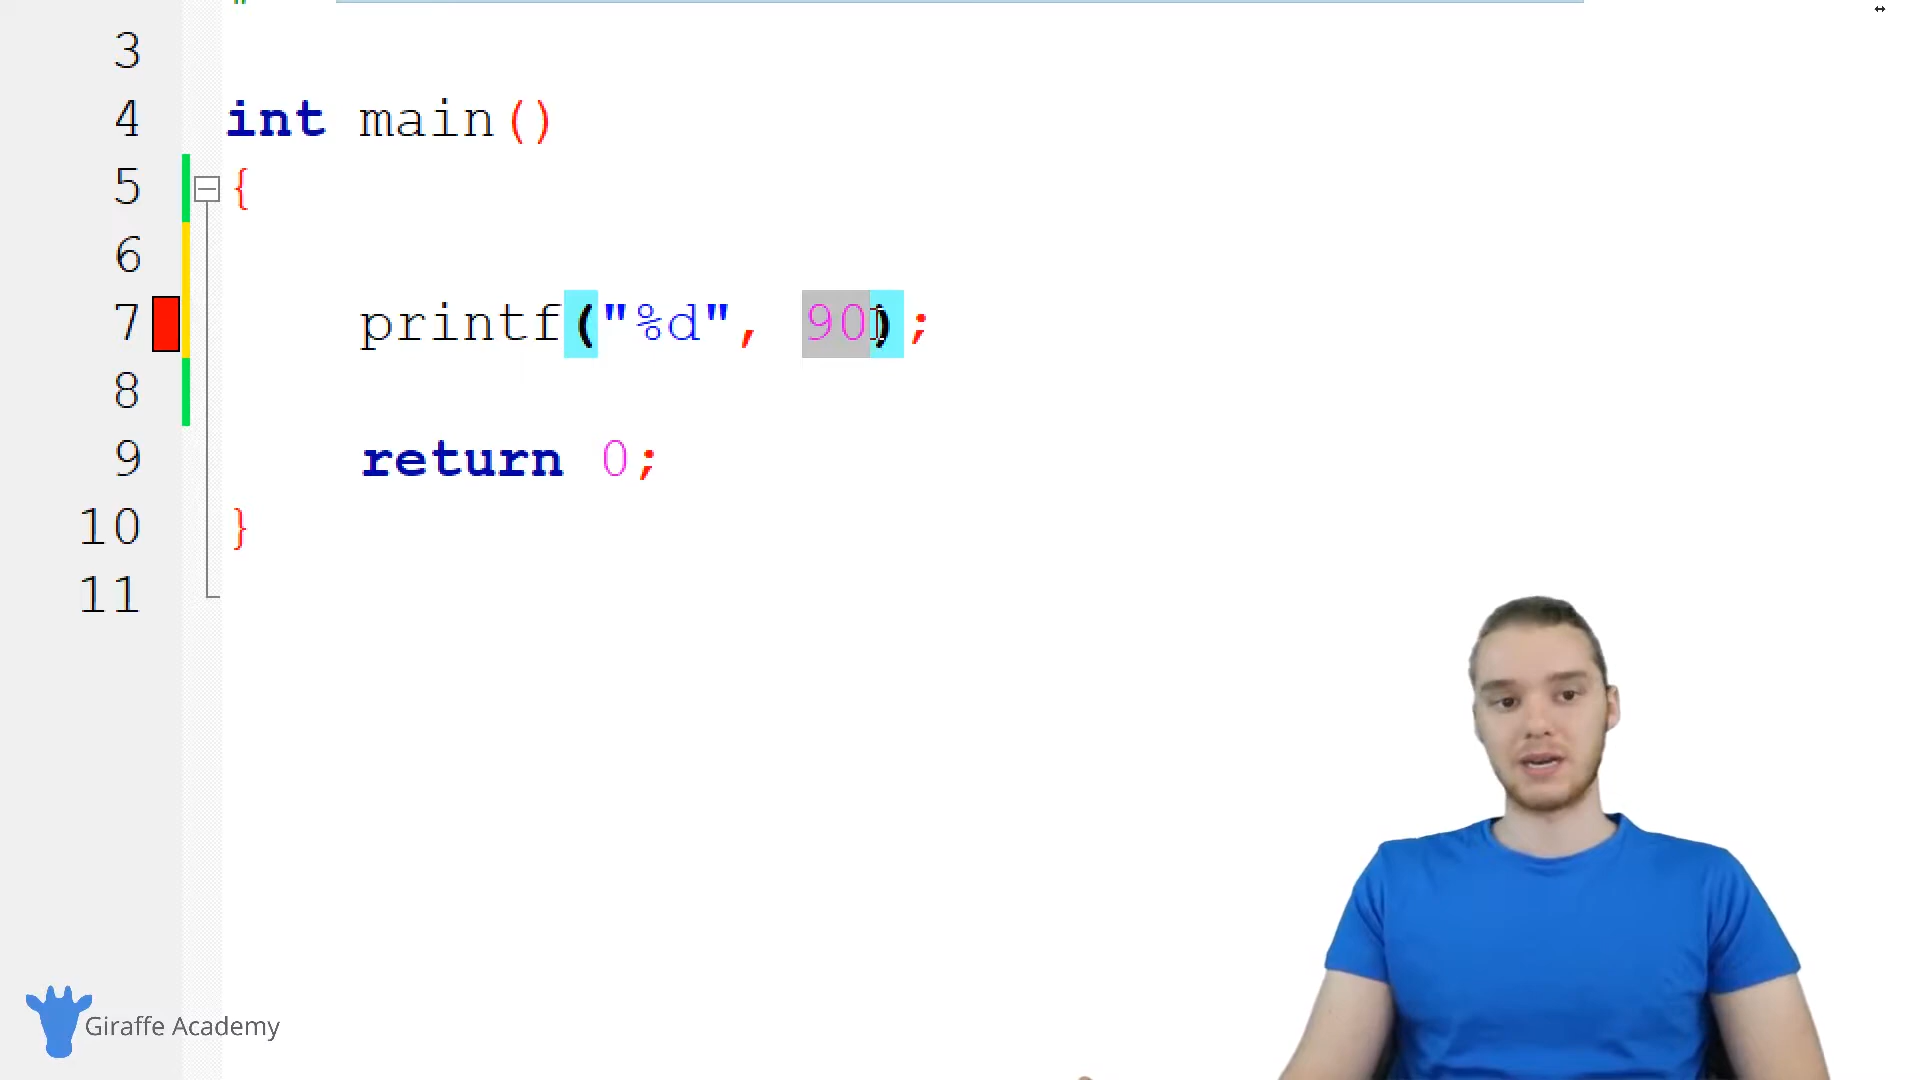 3
4 int main()
5 {
6
7 printf("%d", 90);
8
9 return 0;
10 }
11
Giraffe Academy